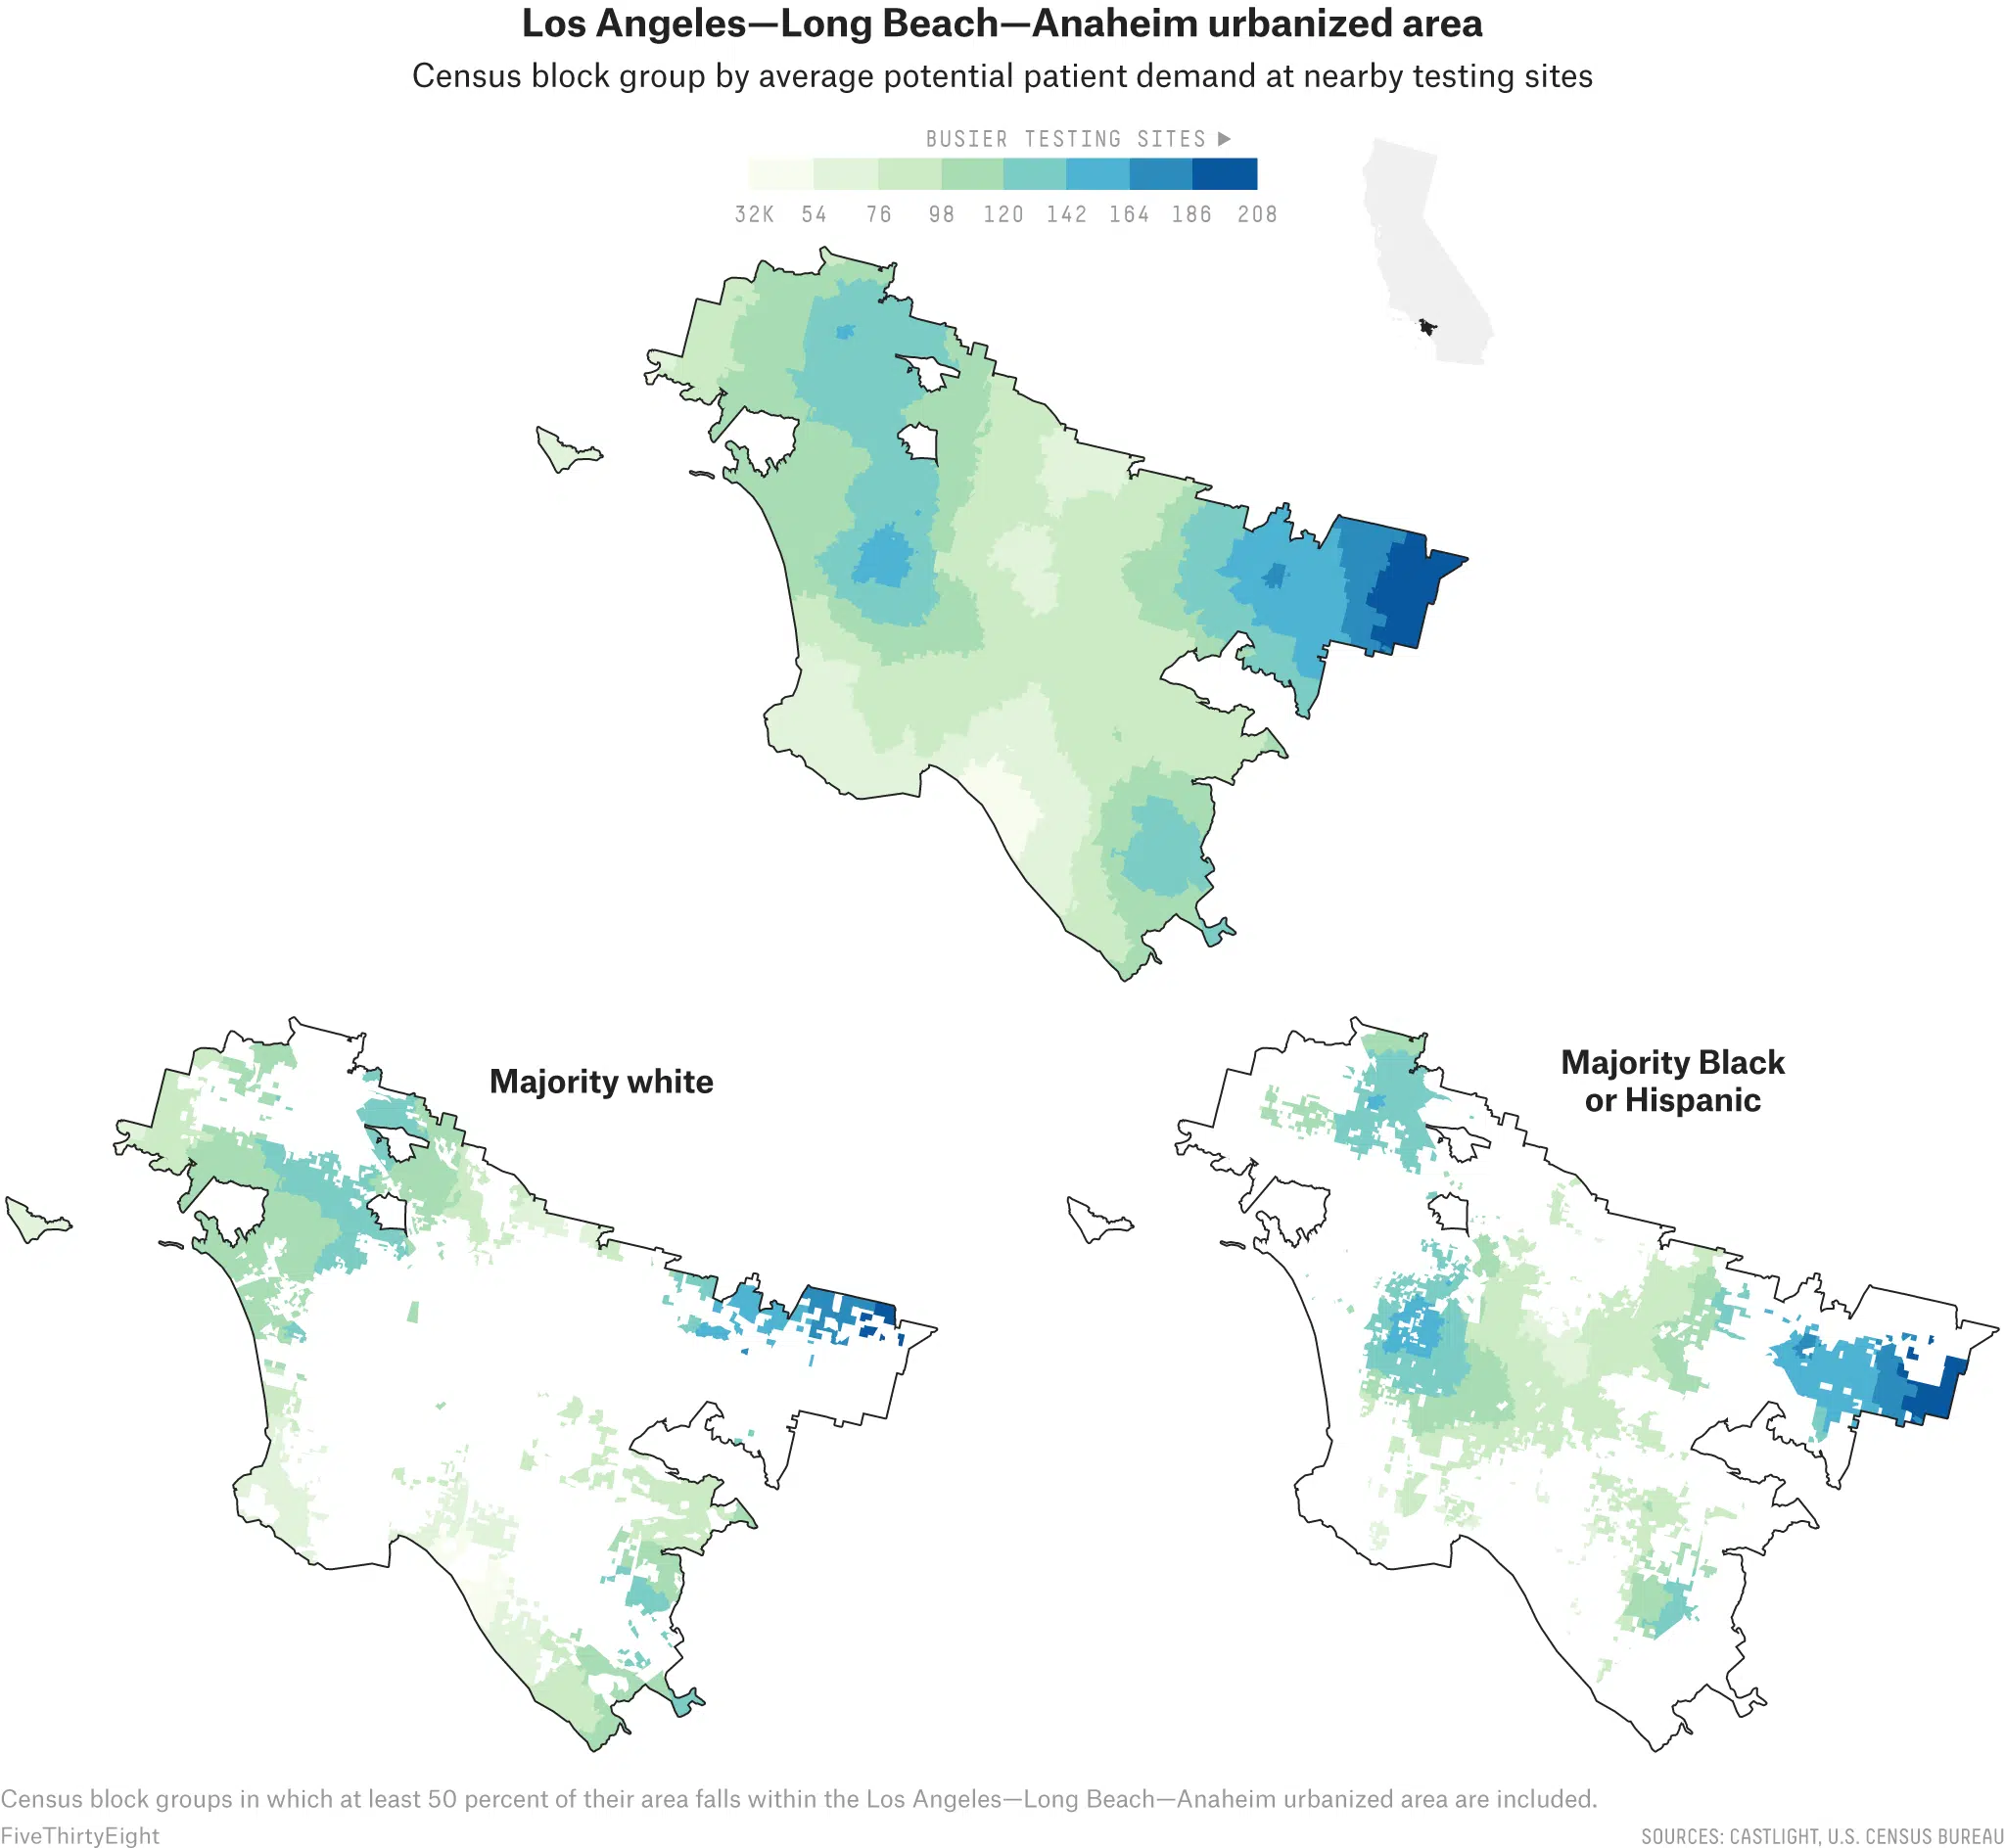 Los Angeles—Long Beach—Anaheim urbanized area
Census block group by average potential patient demand at nearby testing sites
BUSIER TESTING SITES ►
32K 54 76 98 120 142 164 186 208
Majority white
Majority Black
or Hispanic
Census block groups in which at least 50 percent of their area falls within the Los Angeles—Long Beach—Anaheim urbanized area are included.
FiveThirtyEight
SOURCES: CASTLIGHT, U.S. CENSUS BUREAU